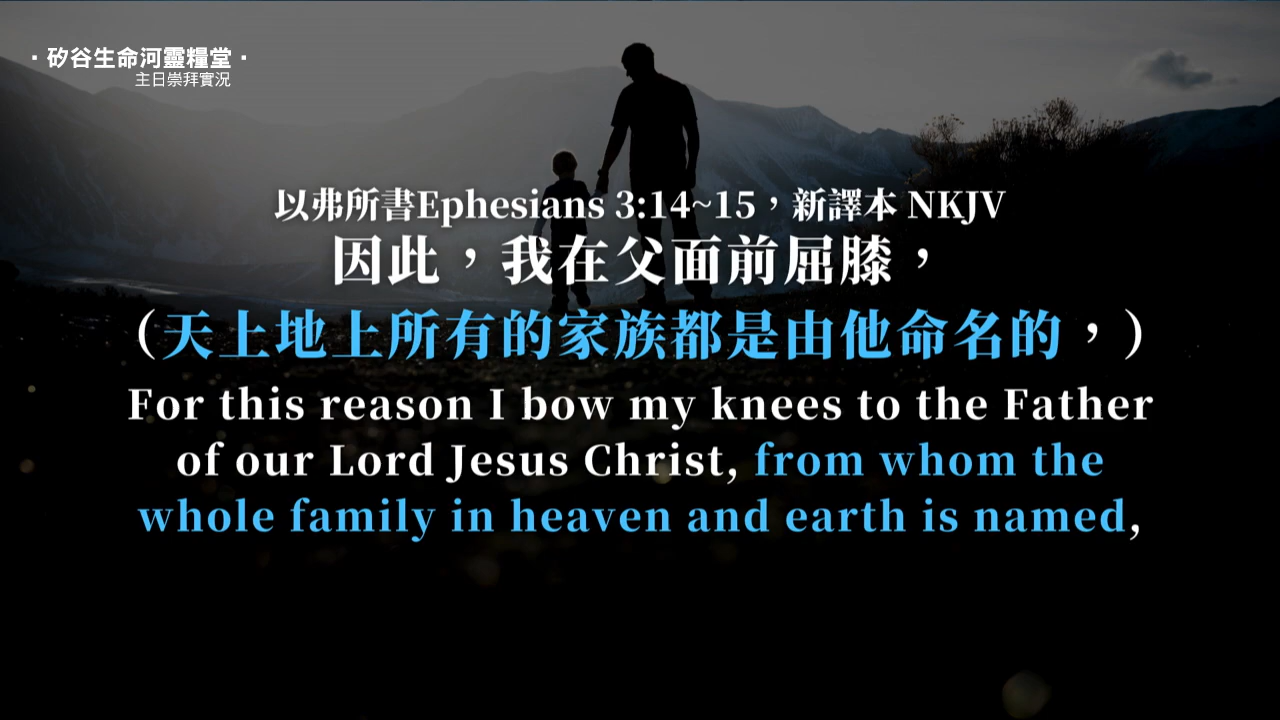 ·矽谷生命河靈糧堂·
主日崇拜實況
以弗所書Ephesians 3:14~15，新譯本 NKJV
因此，我在父面前屈膝，
（天上地上所有的家族都是由他命名的，）
For this reason I bow my knees to the Father
of our Lord Jesus Christ, from whom the
whole family in heaven and earth is named,